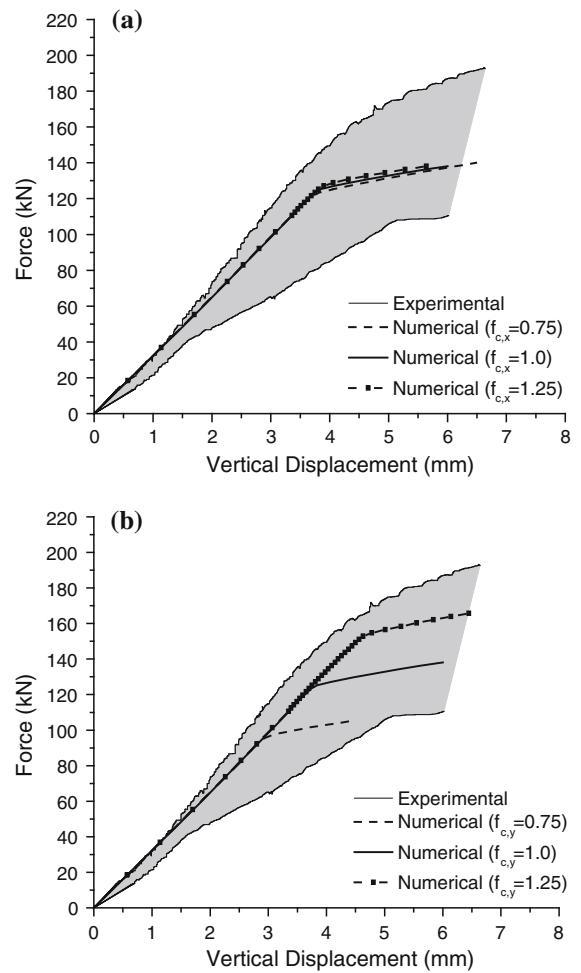 (a)
220
200
180
160
140
120
100
80
60
40
20
0
Force (kN)
Experimental
Numerical (f_c,x=0.75)
Numerical (f_c,x=1.0)
Numerical (f_c,x=1.25)
0 1 2 3 4 5 6 7 8
Vertical Displacement (mm)
(b)
220
200
180
160
140
120
100
80
60
40
20
0
Force (kN)
Experimental
Numerical (f_c,y=0.75)
Numerical (f_c,y=1.0)
Numerical (f_c,y=1.25)
0 1 2 3 4 5 6 7 8
Vertical Displacement (mm)